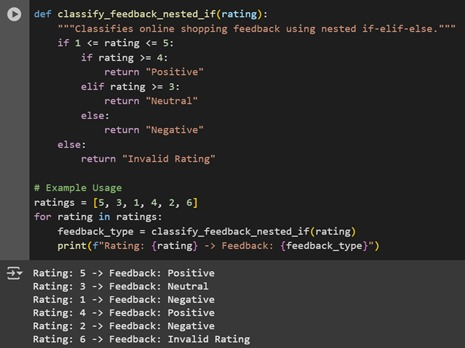 def classify_feedback_nested_if(rating):
    """Classifies online shopping feedback using nested if-elif-else."""
    if 1 <= rating <= 5:
        if rating >= 4:
            return "Positive"
        elif rating >= 3:
            return "Neutral"
        else:
            return "Negative"
    else:
        return "Invalid Rating"

# Example Usage
ratings = [5, 3, 1, 4, 2, 6]
for rating in ratings:
    feedback_type = classify_feedback_nested_if(rating)
    print(f"Rating: {rating} -> Feedback: {feedback_type}")
Rating: 5 -> Feedback: Positive
Rating: 3 -> Feedback: Neutral
Rating: 1 -> Feedback: Negative
Rating: 4 -> Feedback: Positive
Rating: 2 -> Feedback: Negative
Rating: 6 -> Feedback: Invalid Rating